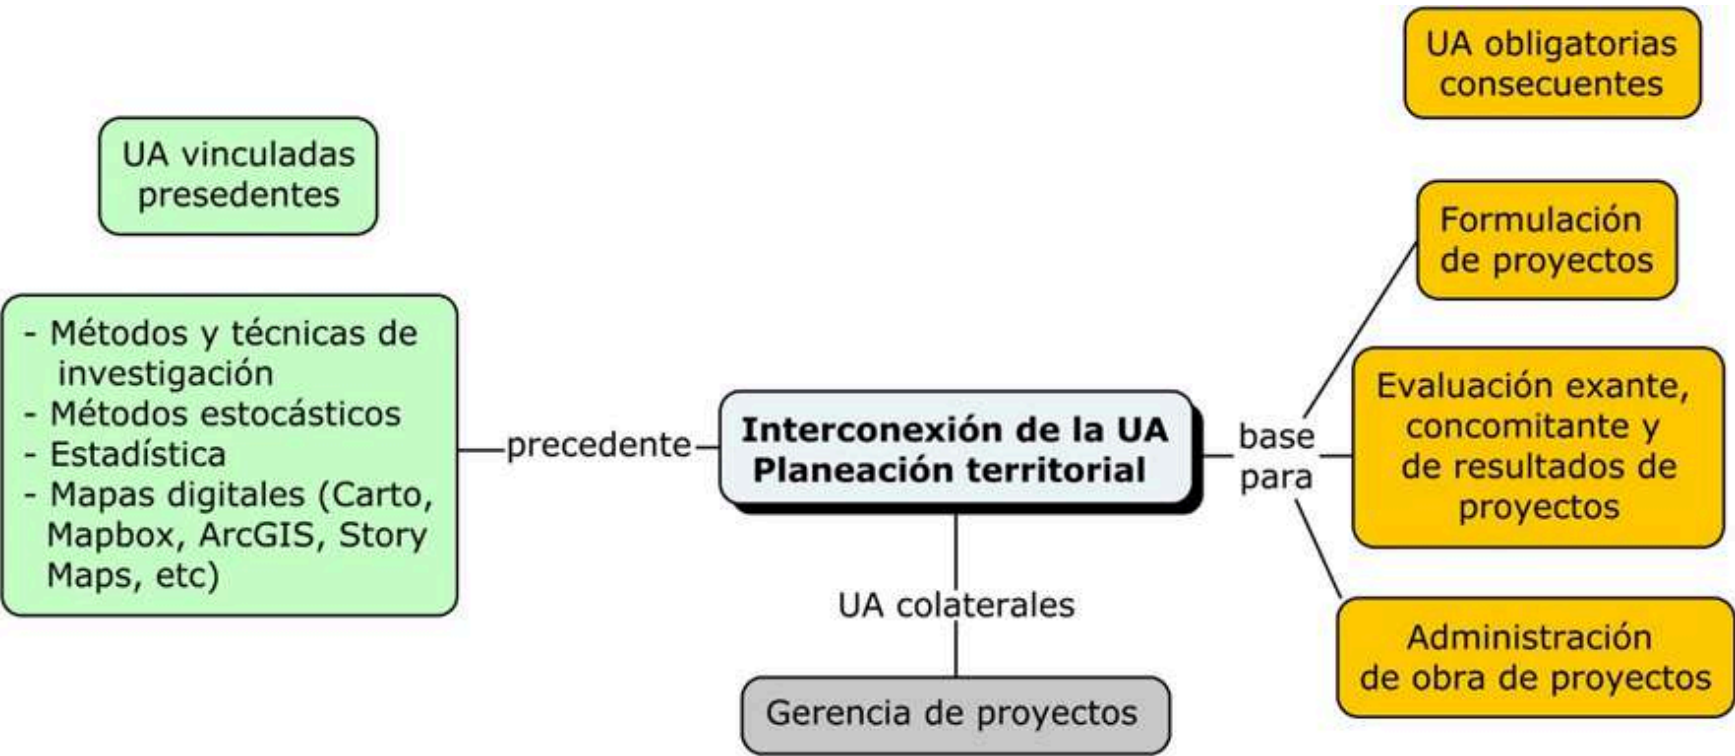 UA vinculadas
presedentes
- Métodos y técnicas de
investigación
- Métodos estocásticos
- Estadística
- Mapas digitales (Carto,
Mapbox, ArcGIS, Story
Maps, etc)
precedente
Interconexión de la UA
Planeación territorial
UA colaterales
Gerencia de proyectos
base
para
UA obligatorias
consecuentes
Formulación
de proyectos
Evaluación exante,
concomitante y
de resultados de
proyectos
Administración
de obra de proyectos